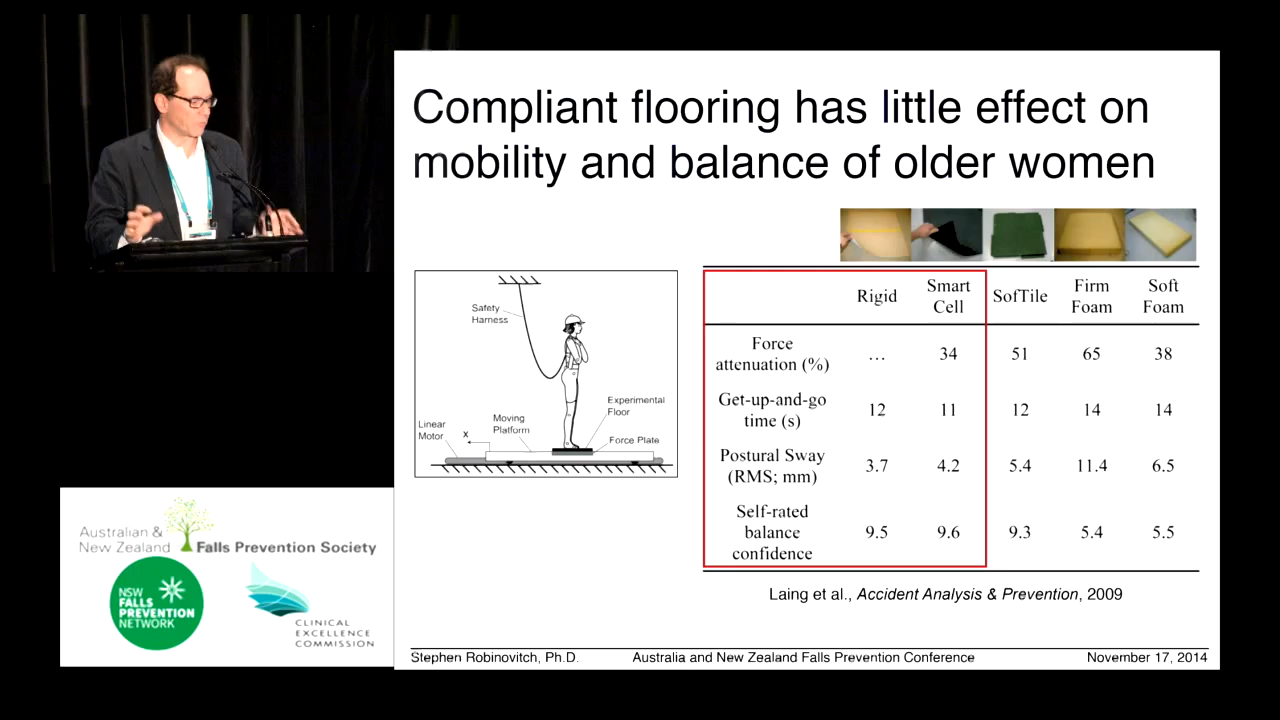 Compliant flooring has little effect on
mobility and balance of older women
Safety
Harness
Experimental
Floor
Linear
Motor
x
Moving
Platform
Force Plate
Rigid Smart Cell SofTile Firm Foam Soft Foam
Force attenuation (%) … 34 51 65 38
Get-up-and-go time (s) 12 11 12 14 14
Postural Sway (RMS; mm) 3.7 4.2 5.4 11.4 6.5
Self-rated balance confidence 9.5 9.6 9.3 5.4 5.5
Laing et al., Accident Analysis & Prevention, 2009
Stephen Robinovitch, Ph.D. Australia and New Zealand Falls Prevention Conference November 17, 2014
Australian &
New Zealand Falls Prevention Society
NSW
FALLS
PREVENTION
NETWORK
CLINICAL
EXCELLENCE
COMMISSION